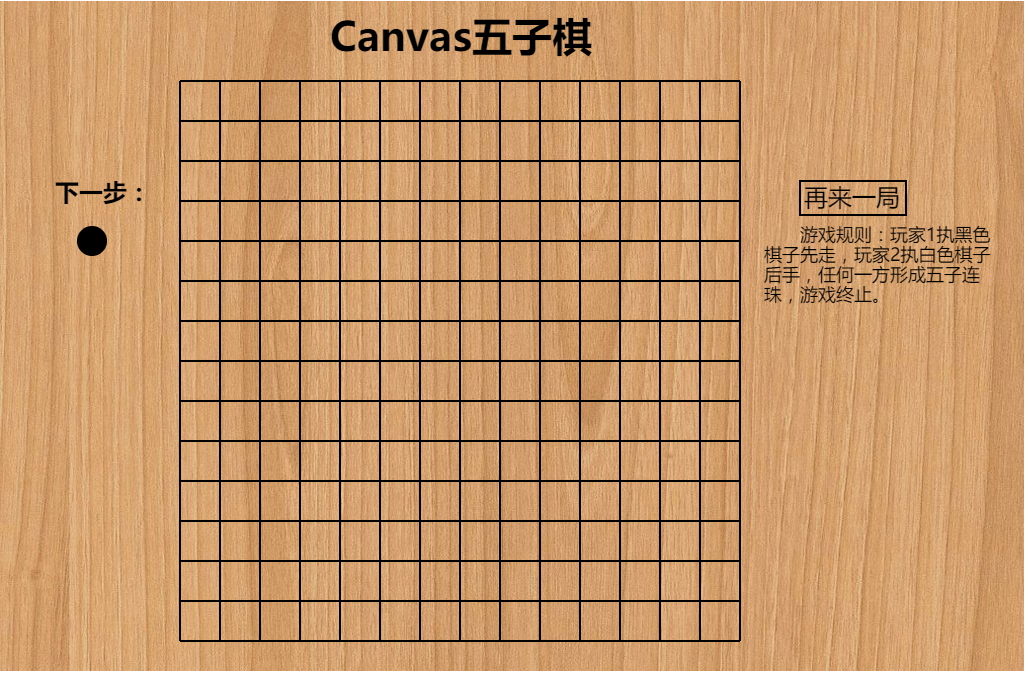 Canvas五子棋
下一步：
再来一局
游戏规则：玩家1执黑色
棋子先走，玩家2执白色棋子
后手，任何一方形成五子连
珠，游戏终止。